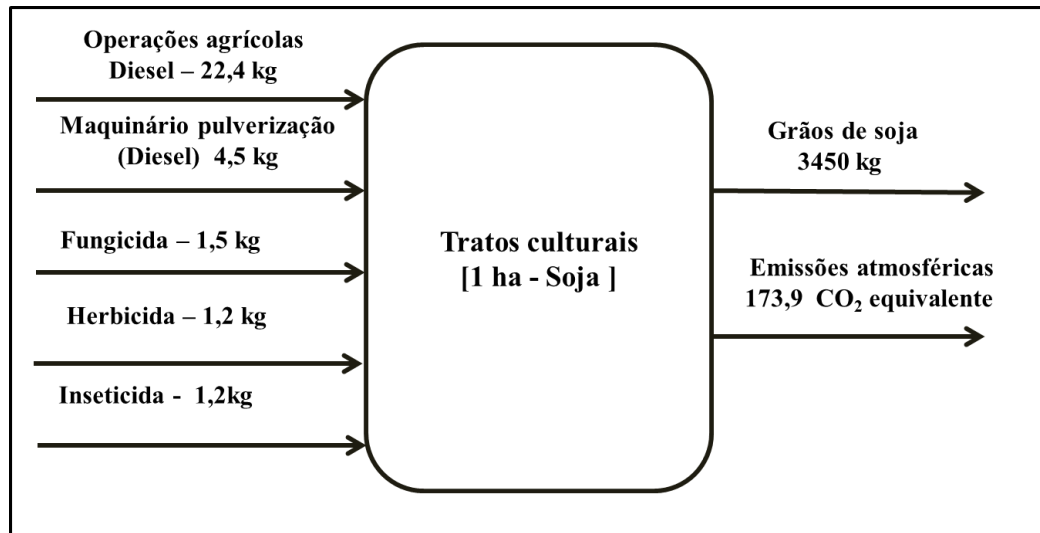 Operações agrícolas
Diesel – 22,4 kg
Maquinário pulverização
(Diesel) 4,5 kg
Fungicida – 1,5 kg
Herbicida – 1,2 kg
Inseticida - 1,2kg
Tratos culturais
[1 ha - Soja ]
Grãos de soja
3450 kg
Emissões atmosféricas
173,9 CO₂ equivalente